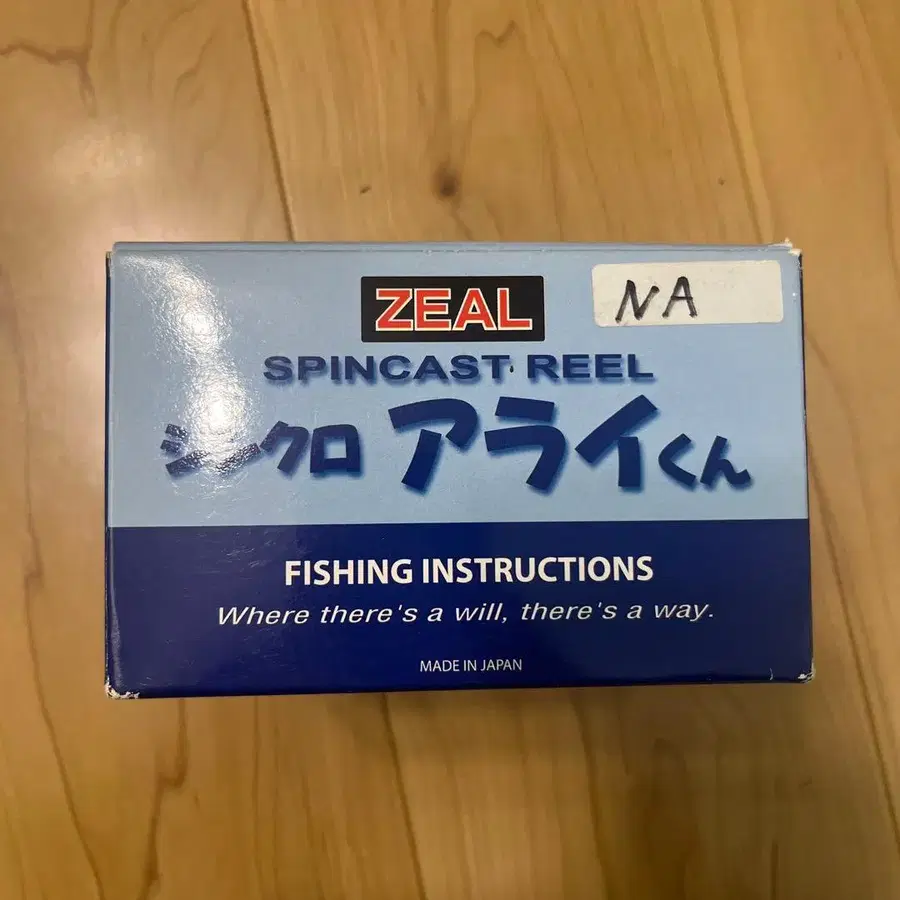 ZEAL
NA
SPINCAST REEL
シンクロ アライくん
FISHING INSTRUCTIONS
Where there's a will, there's a way.
MADE IN JAPAN